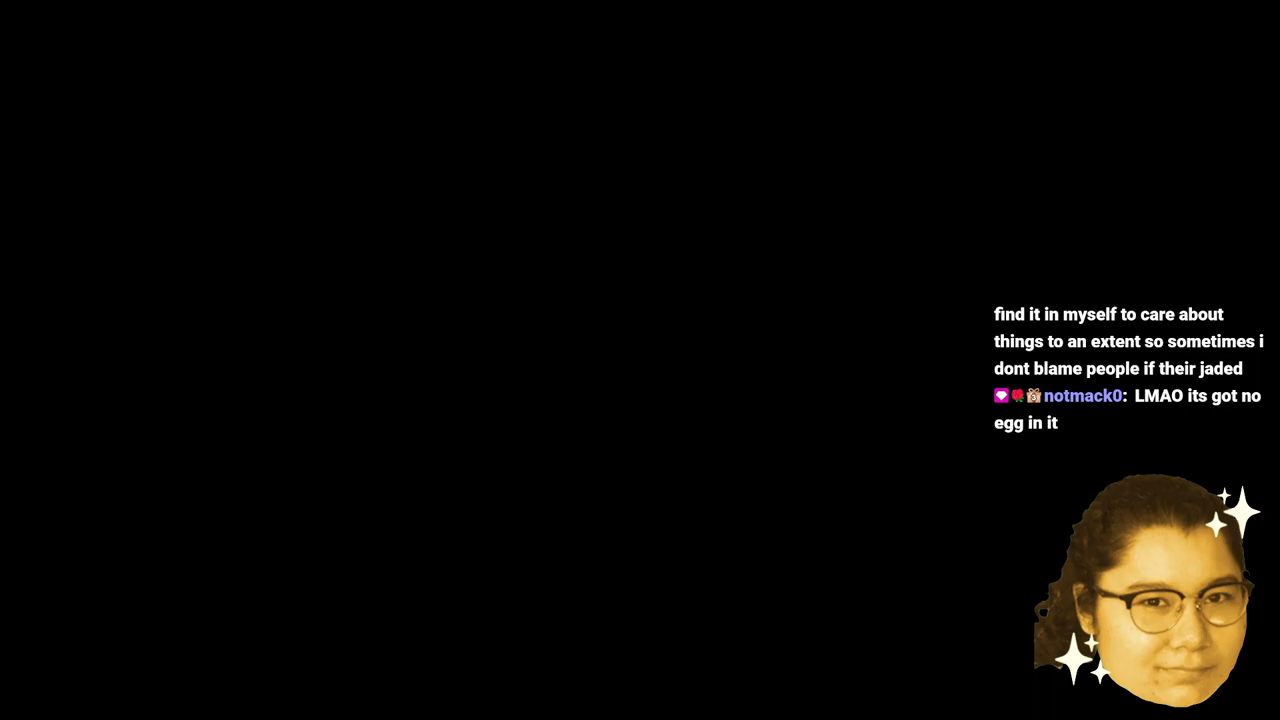 find it in myself to care about
things to an extent so sometimes i
dont blame people if their jaded
notmack0: LMAO its got no
egg in it